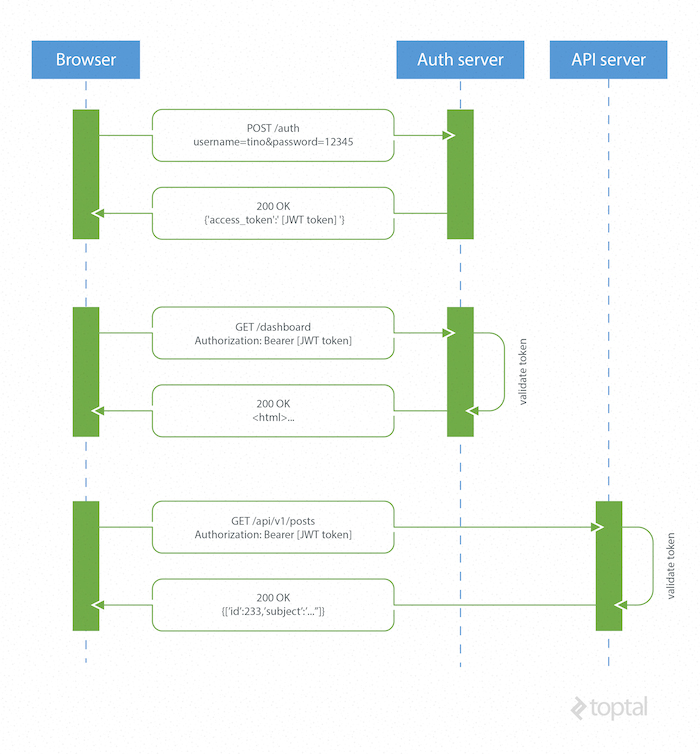 Browser
Auth server
API server
POST /auth
username=tino&password=12345
200 OK
{'access_token':' [JWT token] '}
GET /dashboard
Authorization: Bearer [JWT token]
validate token
200 OK
<html>...
GET /api/v1/posts
Authorization: Bearer [JWT token]
validate token
200 OK
{['id':233,'subject':'..."]}
toptal